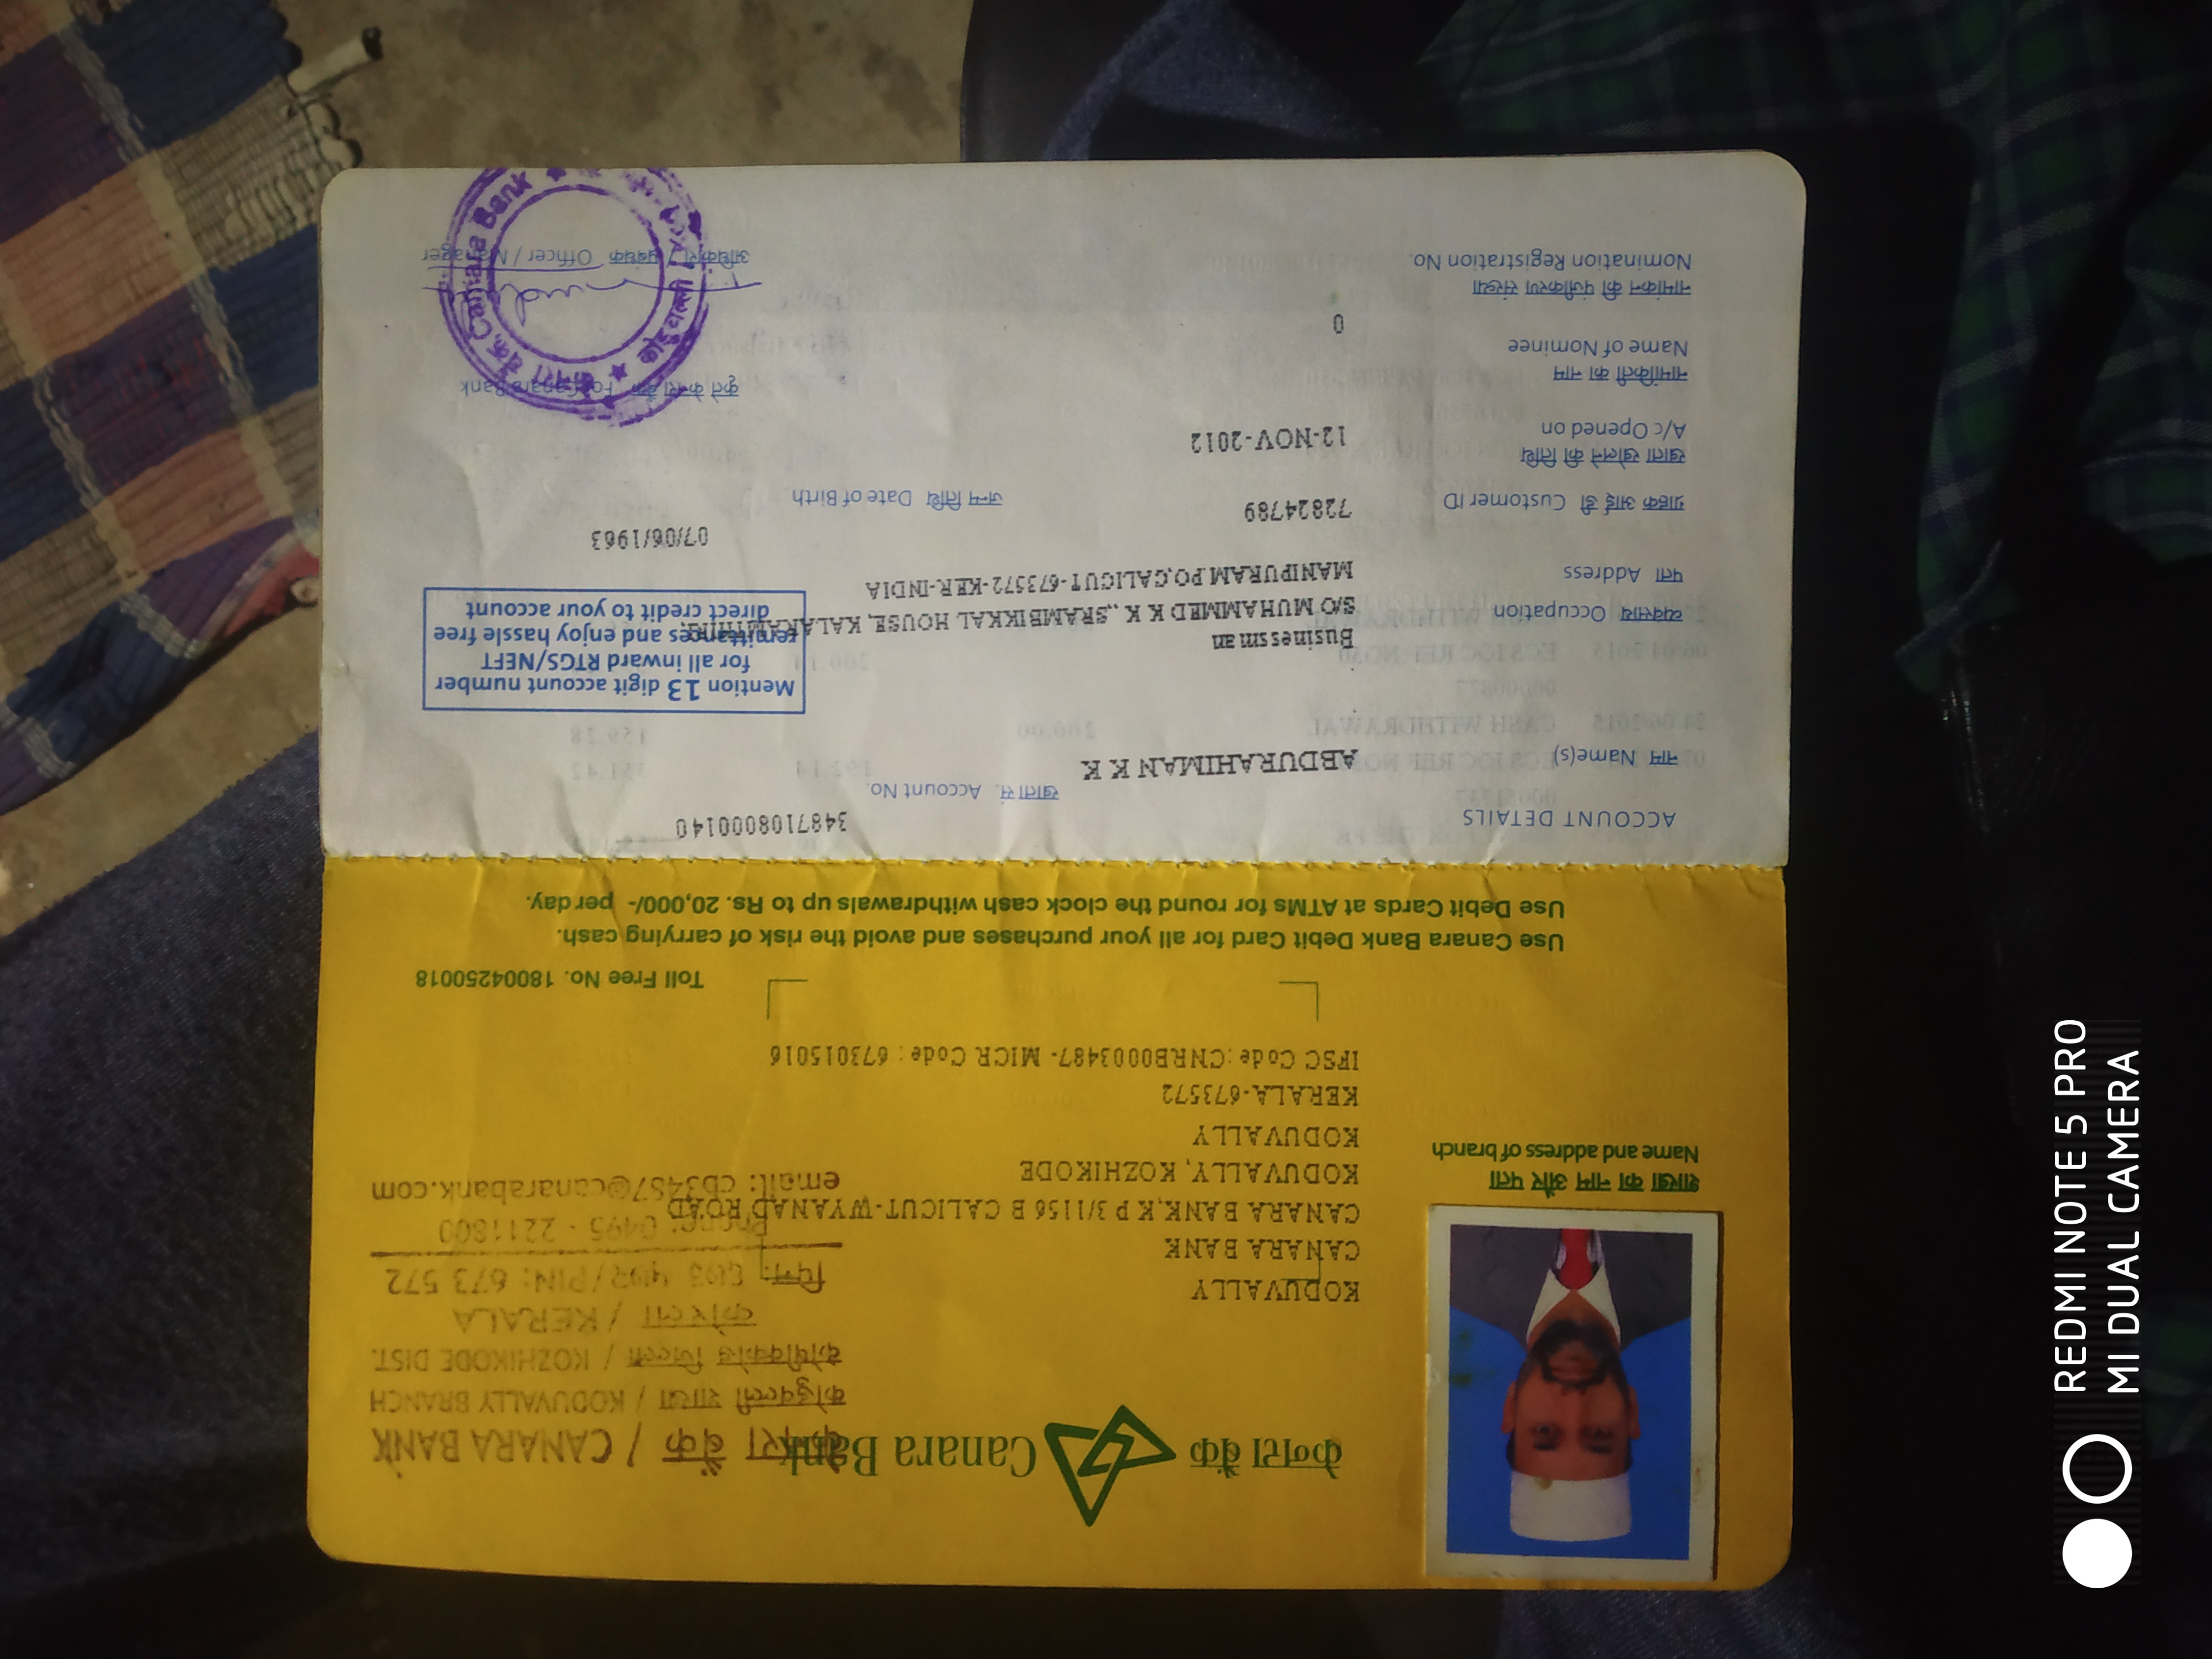 केनरा बैंक Canara Bank
केनरा बैंक / CANARA BANK
कोडुवल्ली शाखा / KODUVALLY BRANCH
कोषीक्कोड जिल्ला / KOZHIKODE DIST.
केरला / KERALA
पिन: ६७३ ५७२/PIN: 673 572
0495 - 2211800
email: cb3487@canarabank.com
KODUVALLY
CANARA BANK
CANARA BANK,K P 3/1156 B CALICUT-WYANAD ROAD
KODUVALLY, KOZHIKODE
KODUVALLY
KERALA-673572
IFSC Code :CNRB0003487- MICR Code : 673015016
शाखा का नाम और पता
Name and address of branch
Toll Free No. 18004250018
Use Canara Bank Debit Card for all your purchases and avoid the risk of carrying cash.
Use Debit Cards at ATMs for round the clock cash withdrawals up to Rs. 20,000/- per day.
ACCOUNT DETAILS
खाता सं. Account No. 3487108000140
नाम Name(s) ABDURAHIMAN K K
Mention 13 digit account number
for all inward RTGS/NEFT
remittances and enjoy hassle free
direct credit to your account
व्यवसाय Occupation Businessman
पता Address S/O MUHAMMED K K ,,SRAMBIKKAL HOUSE,
MANIPURAM.PO,CALICUT-673572-KER-INDIA
ग्राहक आई डी Customer ID 72824789
जन्म तिथि Date of Birth 07/06/1963
खाता खोलने की तिथि
A/c Opened on 12-NOV-2012
नामांकिती का नाम
Name of Nominee
कृते केनरा बैंक For Canara Bank
नामांकन की पंजीकरण संख्या
Nomination Registration No.
0
अधिकारी / प्रबंधक Officer / Manager
केनरा बैंक Canara Bank
कोडुवल्ली
REDMI NOTE 5 PRO
MI DUAL CAMERA